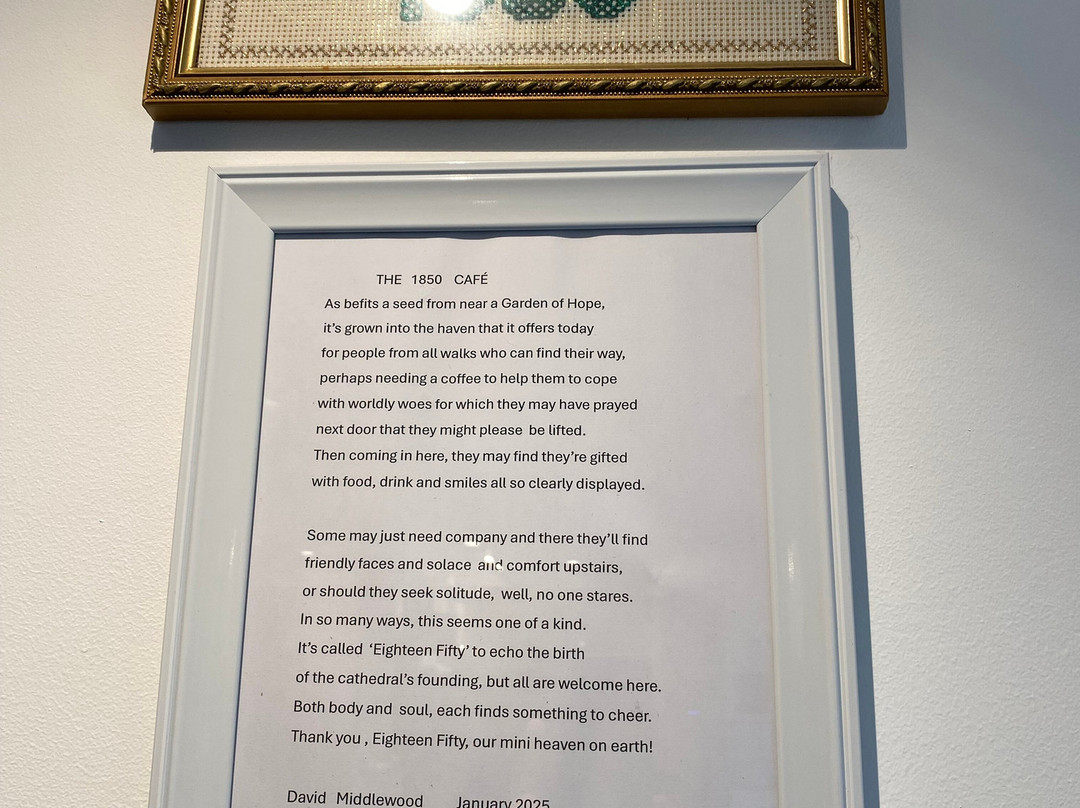 THE 1850 CAFÉ
As befits a seed from near a Garden of Hope,
it's grown into the haven that it offers today
for people from all walks who can find their way,
perhaps needing a coffee to help them to cope
with worldly woes for which they may have prayed
next door that they might please be lifted.
Then coming in here, they may find they're gifted
with food, drink and smiles all so clearly displayed.

Some may just need company and there they'll find
friendly faces and solace and comfort upstairs,
or should they seek solitude, well, no one stares.
In so many ways, this seems one of a kind.
It's called 'Eighteen Fifty' to echo the birth
of the cathedral's founding, but all are welcome here.
Both body and soul, each finds something to cheer.
Thank you , Eighteen Fifty, our mini heaven on earth!

David Middlewood January 2025